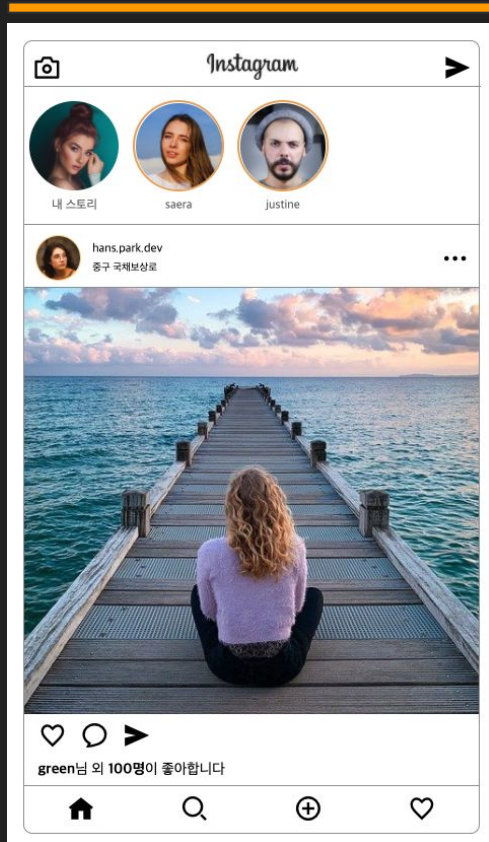 Instagram
내 스토리
saera
justine
hans.park.dev
중구 국채보상로
green님 외 100명이 좋아합니다